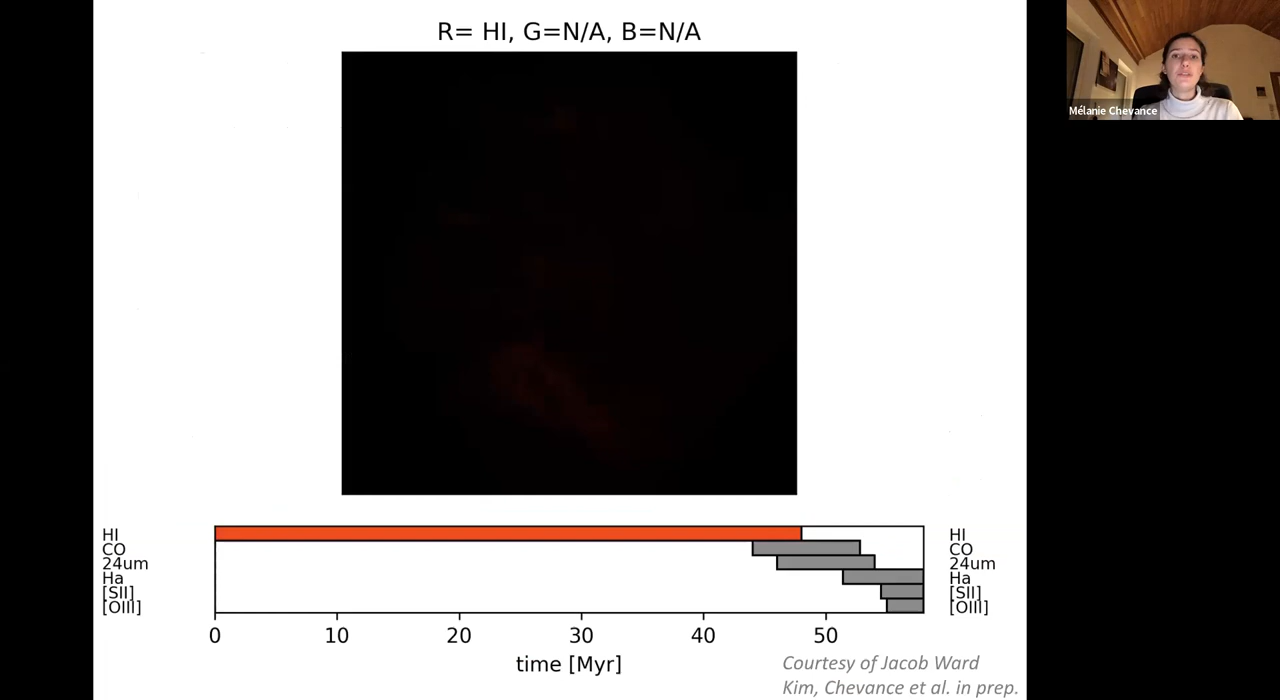 R= HI, G=N/A, B=N/A
Mélanie Chevance
HI
CO
24um
Ha
[SII]
[OIII]
HI
CO
24um
Ha
[SII]
[OIII]
0 10 20 30 40 50
time [Myr]
Courtesy of Jacob Ward
Kim, Chevance et al. in prep.